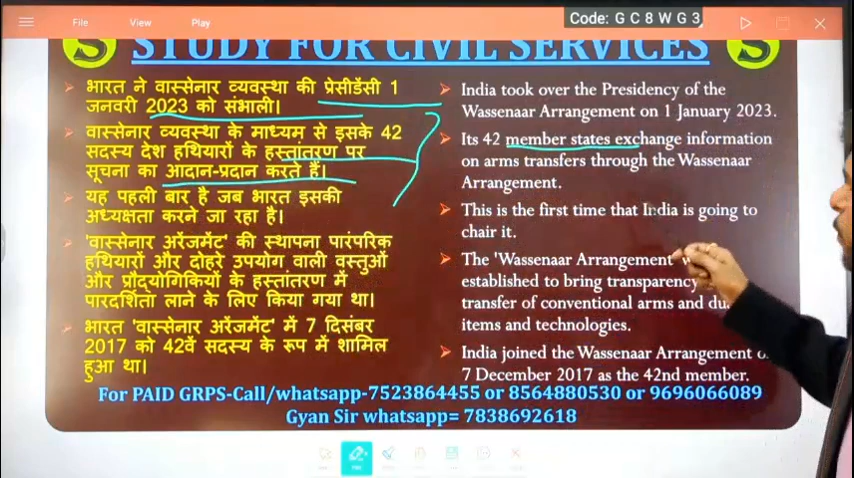 File View Play Code: G C 8 W G 3
STUDY FOR CIVIL SERVICES
भारत ने वास्सेनार व्यवस्था की प्रेसीडेंसी 1
जनवरी 2023 को संभाली।
वास्सेनार व्यवस्था के माध्यम से इसके 42
सदस्य देश हथियारों के हस्तांतरण पर
सूचना का आदान-प्रदान करते हैं।
यह पहली बार है जब भारत इसकी
अध्यक्षता करने जा रहा है।
'वास्सेनार अरेंजमेंट' की स्थापना पारंपरिक
हथियारों और दोहरे उपयोग वाली वस्तुओं
और प्रौद्योगिकियों के हस्तांतरण में
पारदर्शिता लाने के लिए किया गया था।
भारत 'वास्सेनार अरेंजमेंट' में 7 दिसंबर
2017 को 42वें सदस्य के रूप में शामिल
हुआ था।
India took over the Presidency of the
Wassenaar Arrangement on 1 January 2023.
Its 42 member states exchange information
on arms transfers through the Wassenaar
Arrangement.
This is the first time that India is going to
chair it.
The 'Wassenaar Arrangement'
established to bring transparency
transfer of conventional arms and
items and technologies.
India joined the Wassenaar Arrangement
7 December 2017 as the 42nd member.
For PAID GRPS-Call/whatsapp-7523864455 or 8564880530 or 9696066089
Gyan Sir whatsapp= 7838692618